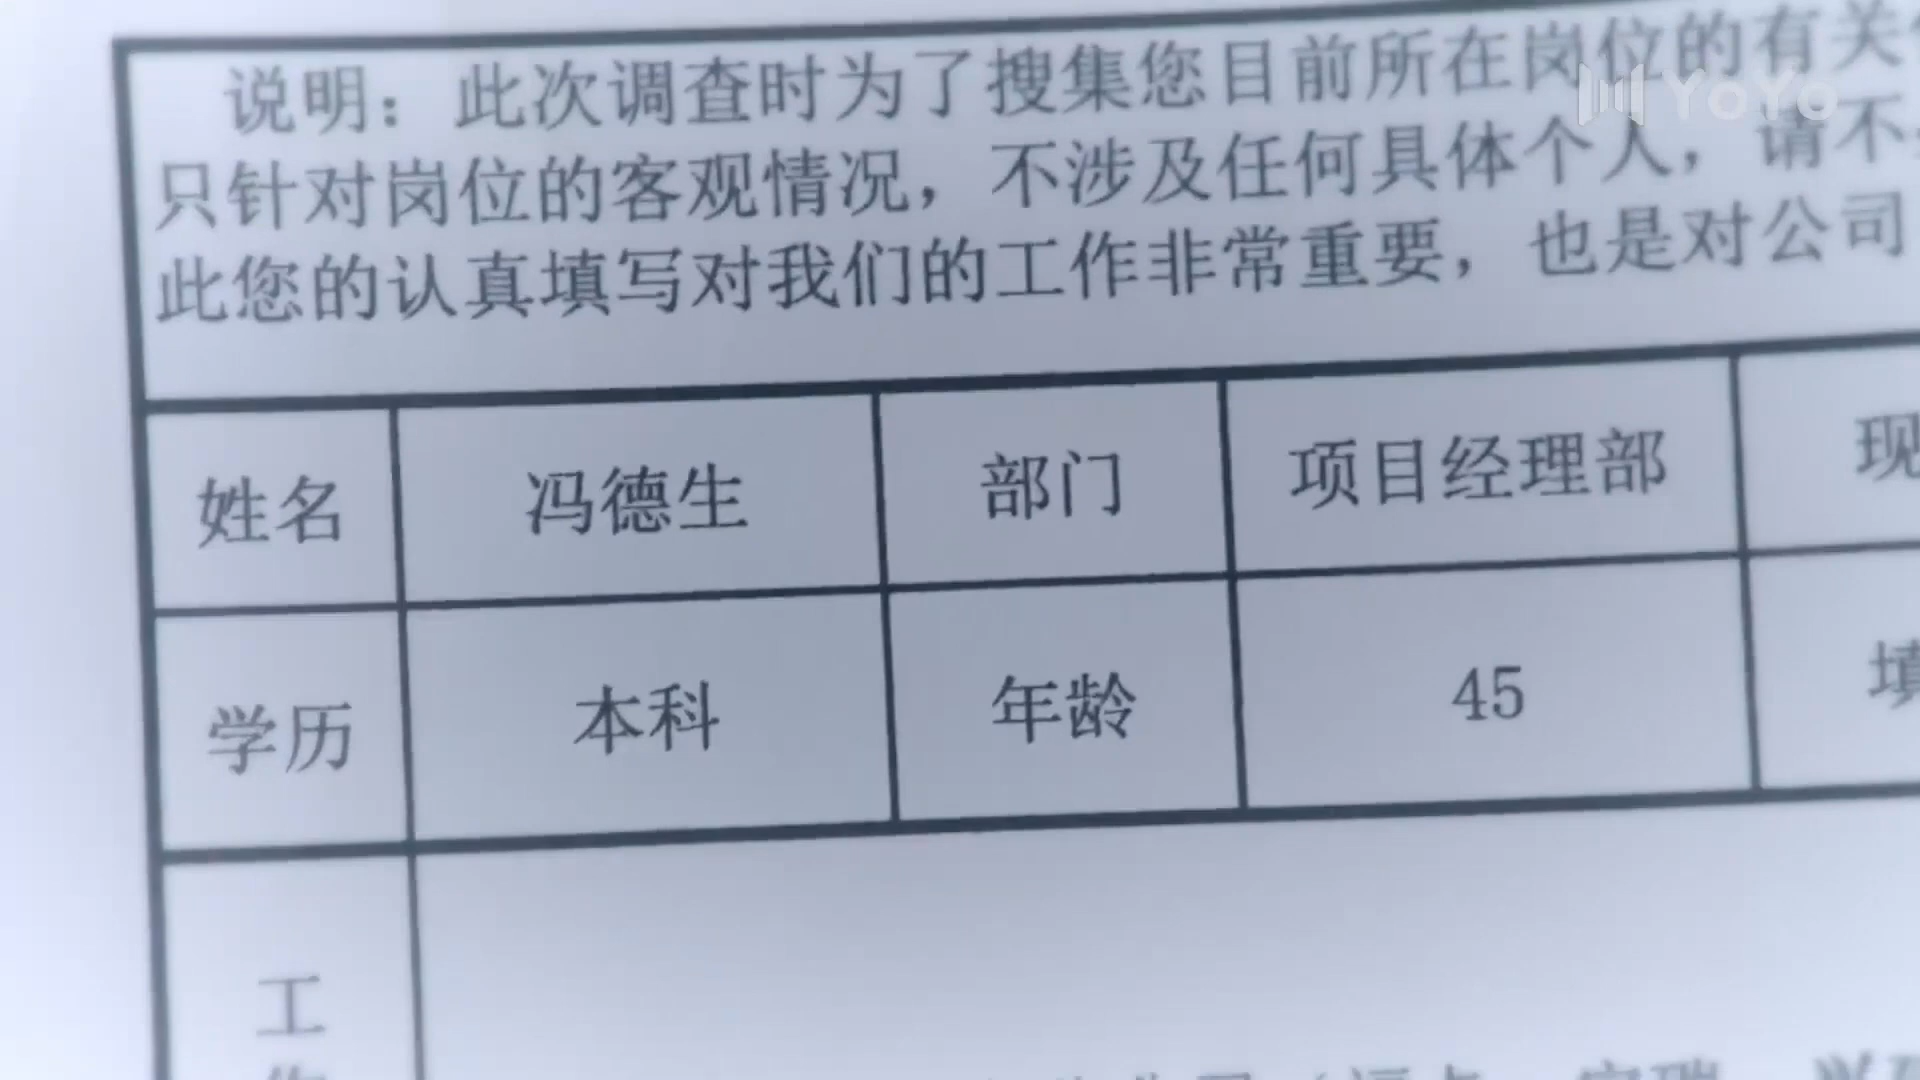 说明：此次调查时为了搜集您目前所在岗位的有关
只针对岗位的客观情况，不涉及任何具体个人，请不
此您的认真填写对我们的工作非常重要，也是对公司
姓名 冯德生 部门 项目经理部 现
学历 本科 年龄 45 填
工
作
YoYo